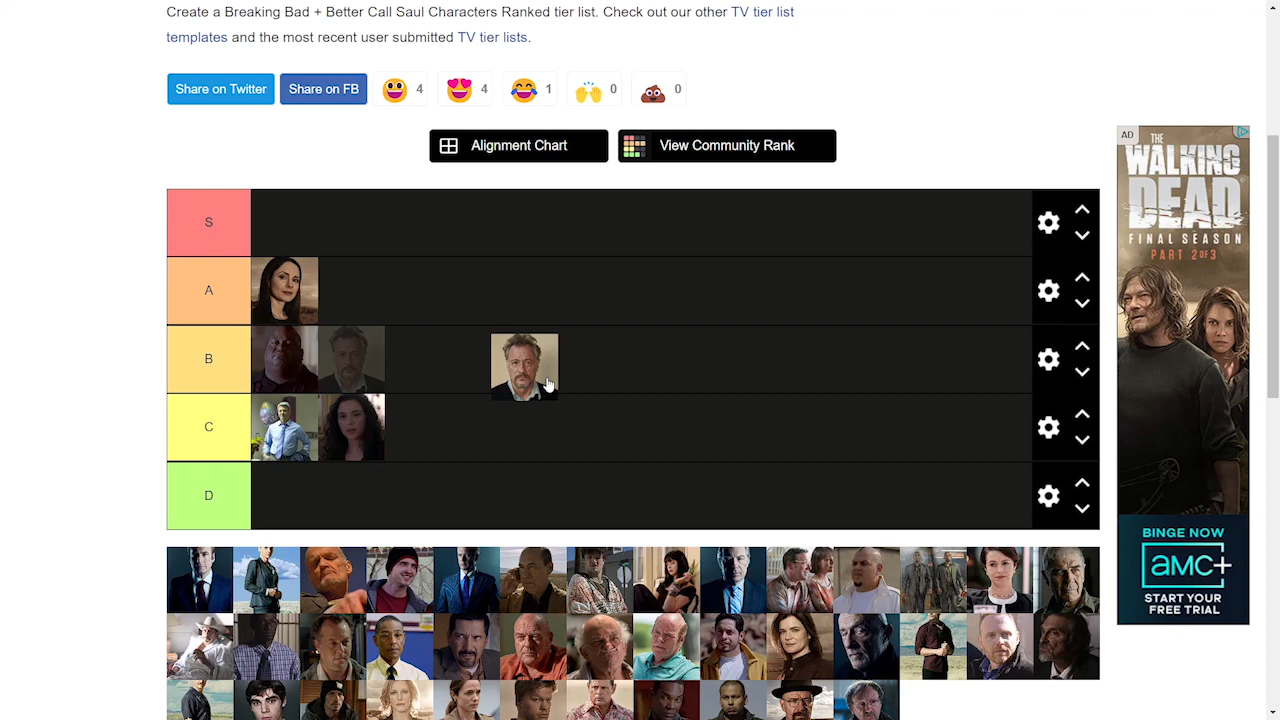 Create a Breaking Bad + Better Call Saul Characters Ranked tier list. Check out our other TV tier list
templates and the most recent user submitted TV tier lists.
Share on Twitter
Share on FB
4
4
1
0
0
Alignment Chart
View Community Rank
S
A
B
C
D
AD
THE
WALKING
DEAD
FINAL SEASON
PART 2 OF 3
BINGE NOW
aMC+
START YOUR
FREE TRIAL